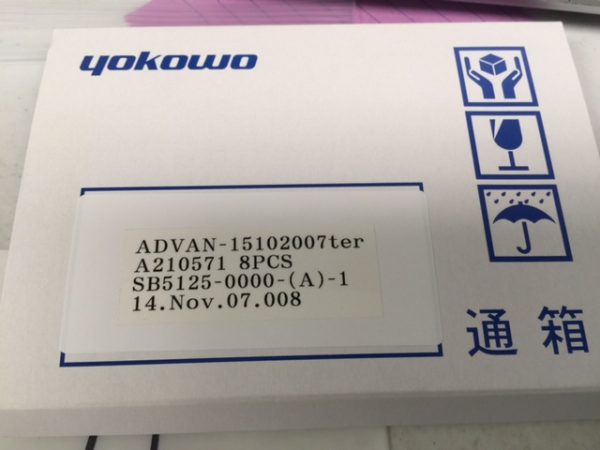 yokowo
ADVAN-15102007ter
A210571 8PCS
SB5125-0000-(A)-1
14.Nov.07.008
通箱